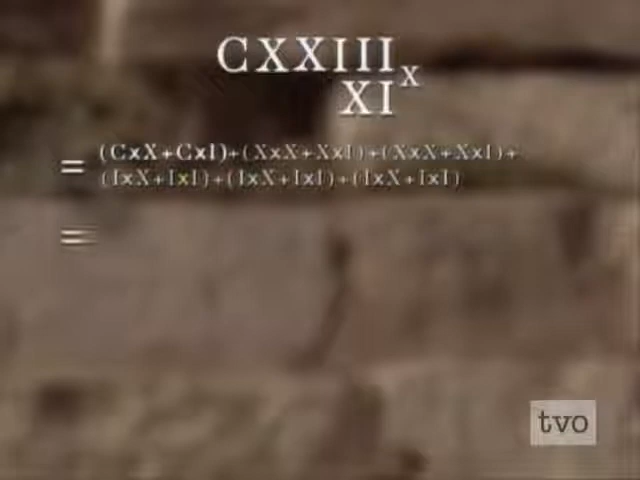 CXXIII
x
XI
= (CxX+CxI)+(XxX+XxI)+(XxX+XxI)+
(IxX+IxI)+(IxX+IxI)+(IxX+IxI)
=
tvo